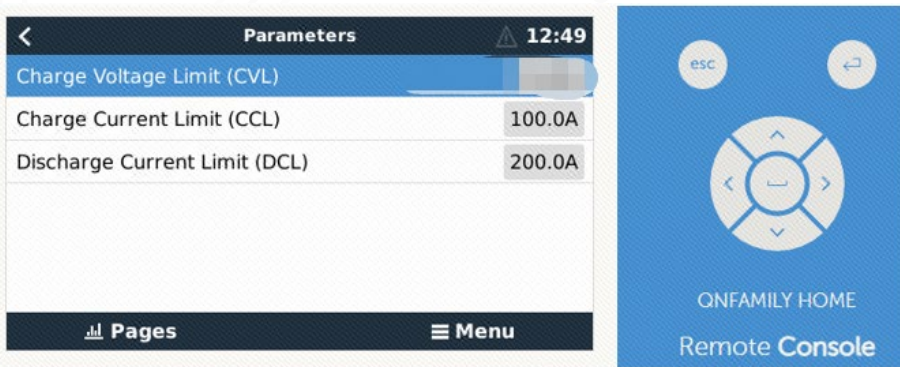 Parameters 12:49
Charge Voltage Limit (CVL)
Charge Current Limit (CCL) 100.0A
Discharge Current Limit (DCL) 200.0A
Pages Menu
esc
QNFAMILY HOME
Remote Console